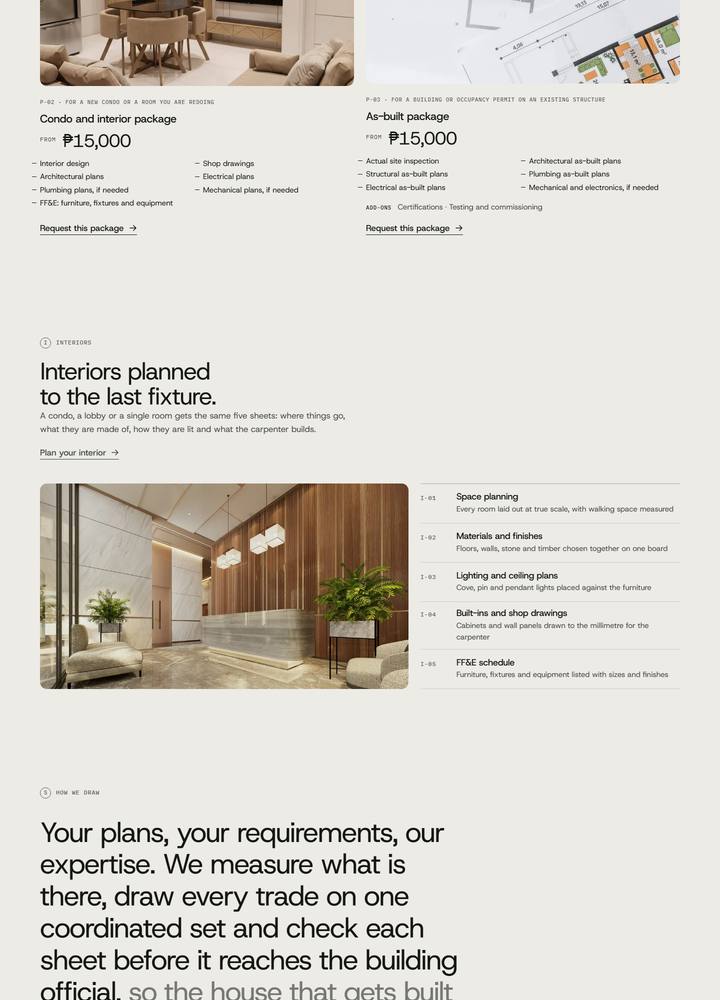 19,13
15,07
4,06
P-02 · FOR A NEW CONDO OR A ROOM YOU ARE REDOING
Condo and interior package
FROM ₱15,000
– Interior design
– Shop drawings
– Architectural plans
– Electrical plans
– Plumbing plans, if needed
– Mechanical plans, if needed
– FF&E: furniture, fixtures and equipment
Request this package →
P-03 · FOR A BUILDING OR OCCUPANCY PERMIT ON AN EXISTING STRUCTURE
As-built package
FROM ₱15,000
– Actual site inspection
– Architectural as-built plans
– Structural as-built plans
– Plumbing as-built plans
– Electrical as-built plans
– Mechanical and electronics, if needed
ADD-ONS Certifications · Testing and commissioning
Request this package →
I INTERIORS
Interiors planned
to the last fixture.
A condo, a lobby or a single room gets the same five sheets: where things go,
what they are made of, how they are lit and what the carpenter builds.
Plan your interior →
I-01 Space planning
Every room laid out at true scale, with walking space measured
I-02 Materials and finishes
Floors, walls, stone and timber chosen together on one board
I-03 Lighting and ceiling plans
Cove, pin and pendant lights placed against the furniture
I-04 Built-ins and shop drawings
Cabinets and wall panels drawn to the millimetre for the
carpenter
I-05 FF&E schedule
Furniture, fixtures and equipment listed with sizes and finishes
S HOW WE DRAW
Your plans, your requirements, our
expertise. We measure what is
there, draw every trade on one
coordinated set and check each
sheet before it reaches the building
official, so the house that gets built